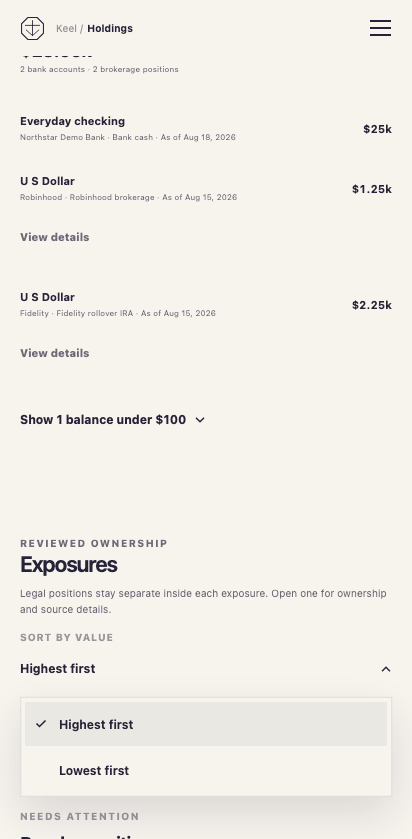 Keel / Holdings
2 bank accounts · 2 brokerage positions
Everyday checking
$25k
Northstar Demo Bank · Bank cash · As of Aug 18, 2026
U S Dollar
$1.25k
Robinhood · Robinhood brokerage · As of Aug 15, 2026
View details
U S Dollar
$2.25k
Fidelity · Fidelity rollover IRA · As of Aug 15, 2026
View details
Show 1 balance under $100
REVIEWED OWNERSHIP
Exposures
Legal positions stay separate inside each exposure. Open one for ownership
and source details.
SORT BY VALUE
Highest first
Highest first
Lowest first
NEEDS ATTENTION